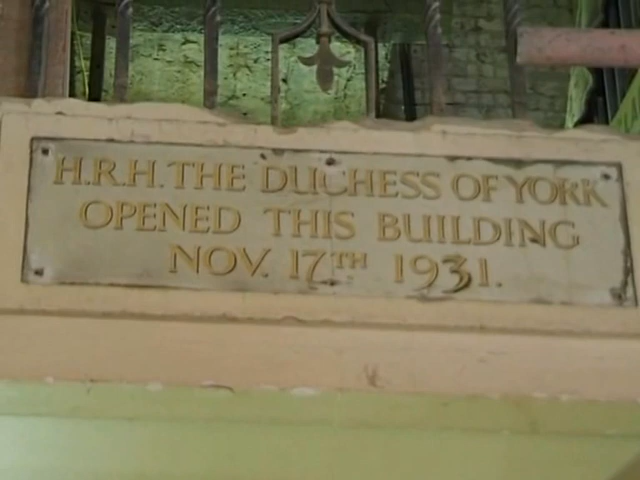 H.R.H. THE DUCHESS OF YORK
OPENED THIS BUILDING
NOV. 17TH 1931.